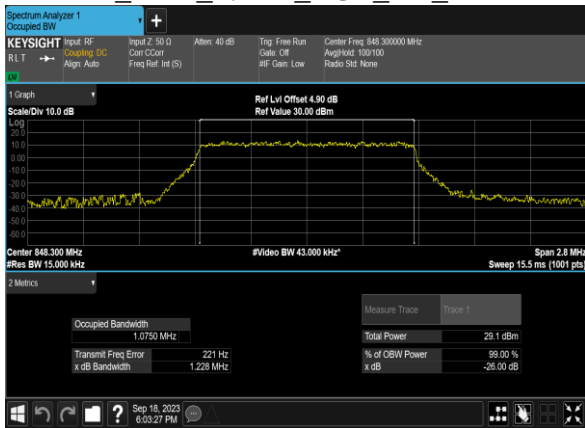 Spectrum Analyzer 1
Occupied BW
+
KEYSIGHT Input: RF Input Z: 50 Ω Atten: 40 dB Trig: Free Run Center Freq: 848.300000 MHz
RLT Coupling: DC Corr CCorr Gate: Off Avg|Hold: 100/100
Align: Auto Freq Ref: Int (S) #IF Gain: Low Radio Std: None
1 Graph
Ref Lvl Offset 4.90 dB
Scale/Div 10.0 dB Ref Value 30.00 dBm
Log
20.0
10.0
0.00
-10.0
-20.0
-30.0
-40.0
-50.0
-60.0
Center 848.300 MHz #Video BW 43.000 kHz* Span 2.8 MHz
#Res BW 15.000 kHz Sweep 15.5 ms (1001 pts)
2 Metrics
Measure Trace Trace 1
Occupied Bandwidth
1.0750 MHz Total Power 29.1 dBm
Transmit Freq Error 221 Hz % of OBW Power 99.00 %
x dB Bandwidth 1.228 MHz x dB -26.00 dB
? Sep 18, 2023
6:03:27 PM